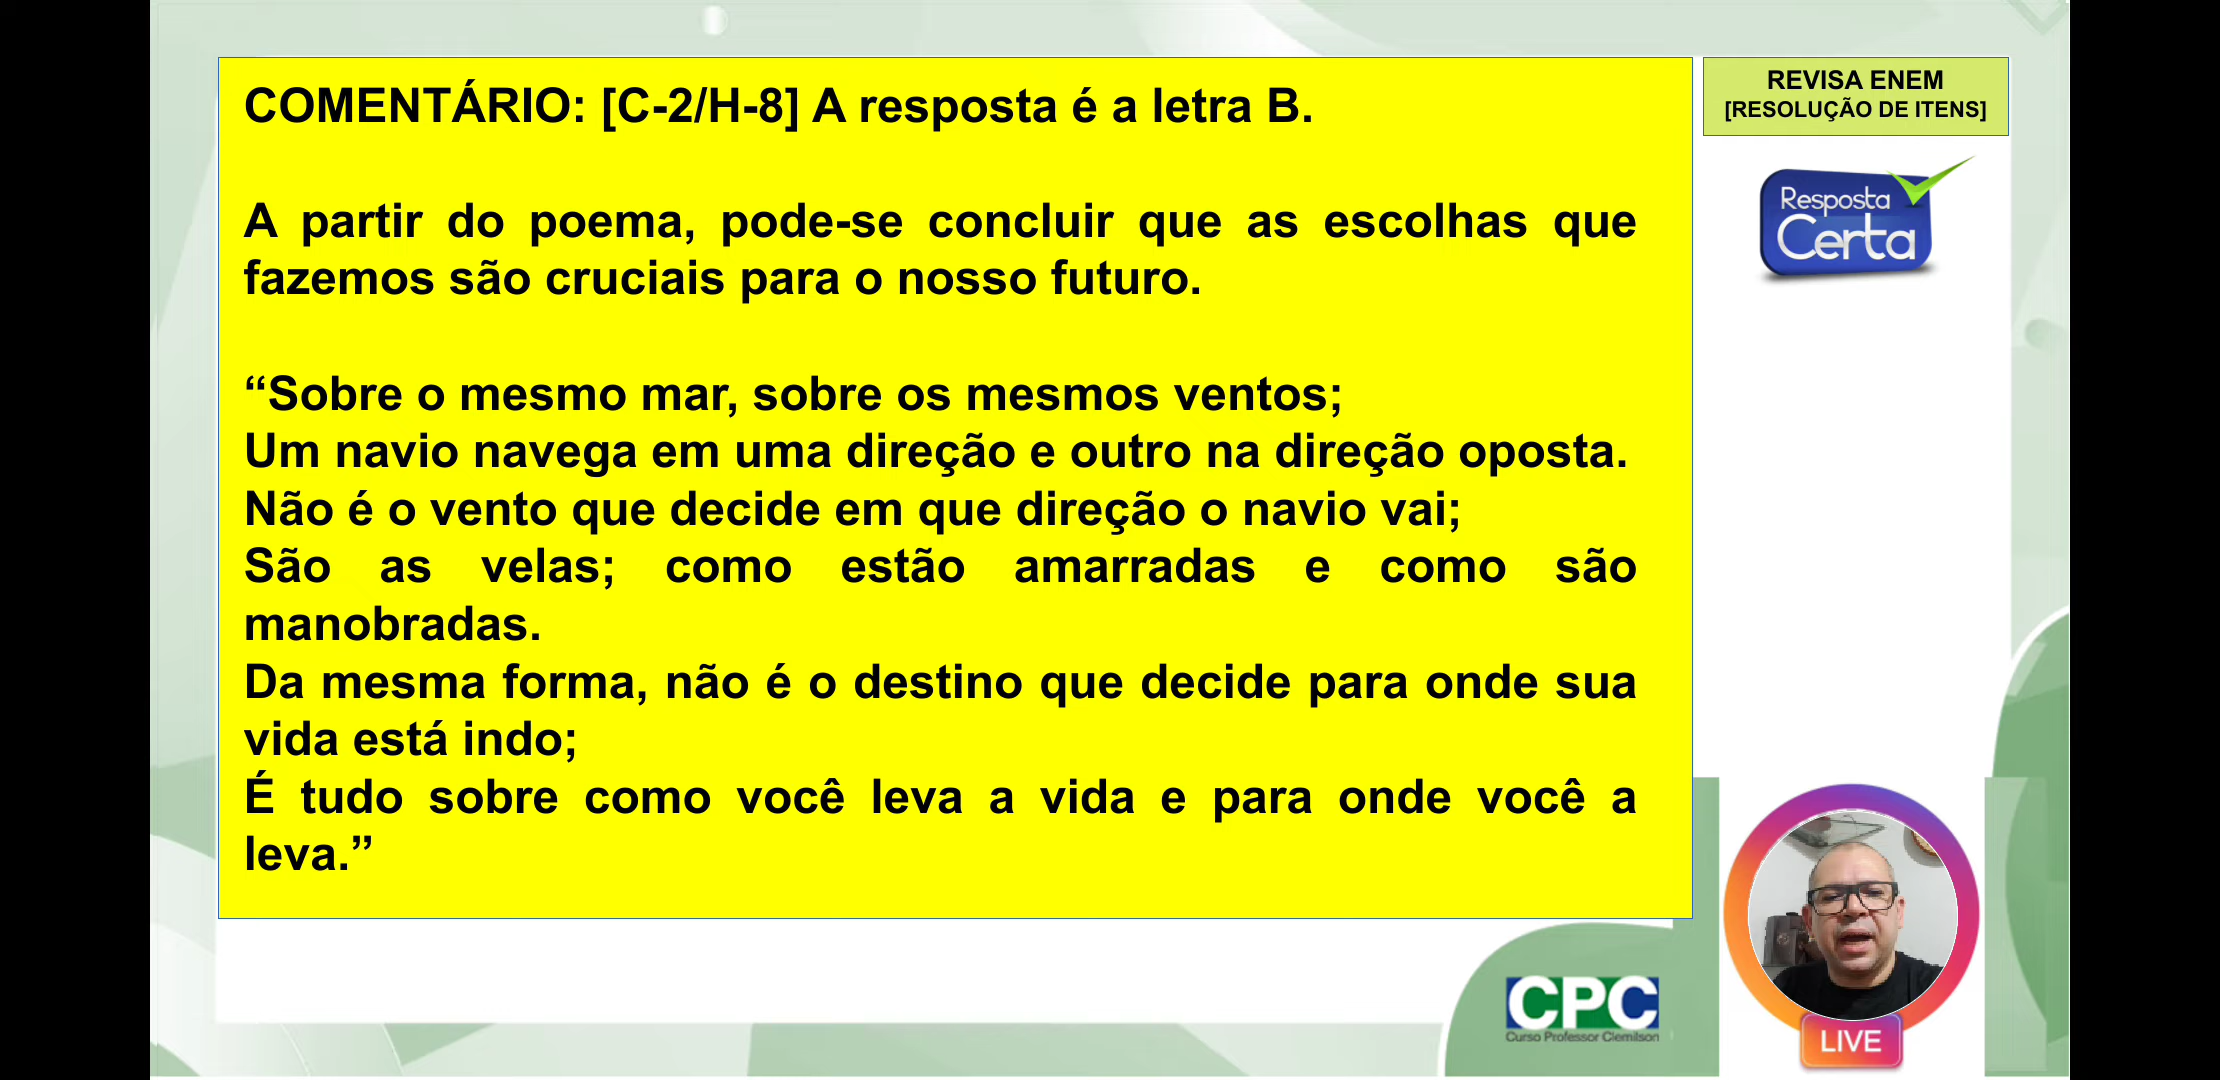 COMENTÁRIO: [C-2/H-8] A resposta é a letra B.
A partir do poema, pode-se concluir que as escolhas que
fazemos são cruciais para o nosso futuro.
“Sobre o mesmo mar, sobre os mesmos ventos;
Um navio navega em uma direção e outro na direção oposta.
Não é o vento que decide em que direção o navio vai;
São as velas; como estão amarradas e como são
manobradas.
Da mesma forma, não é o destino que decide para onde sua
vida está indo;
É tudo sobre como você leva a vida e para onde você a
leva.”
REVISA ENEM
[RESOLUÇÃO DE ITENS]
Resposta
Certa
CPC
Curso Professor Clemilson
LIVE